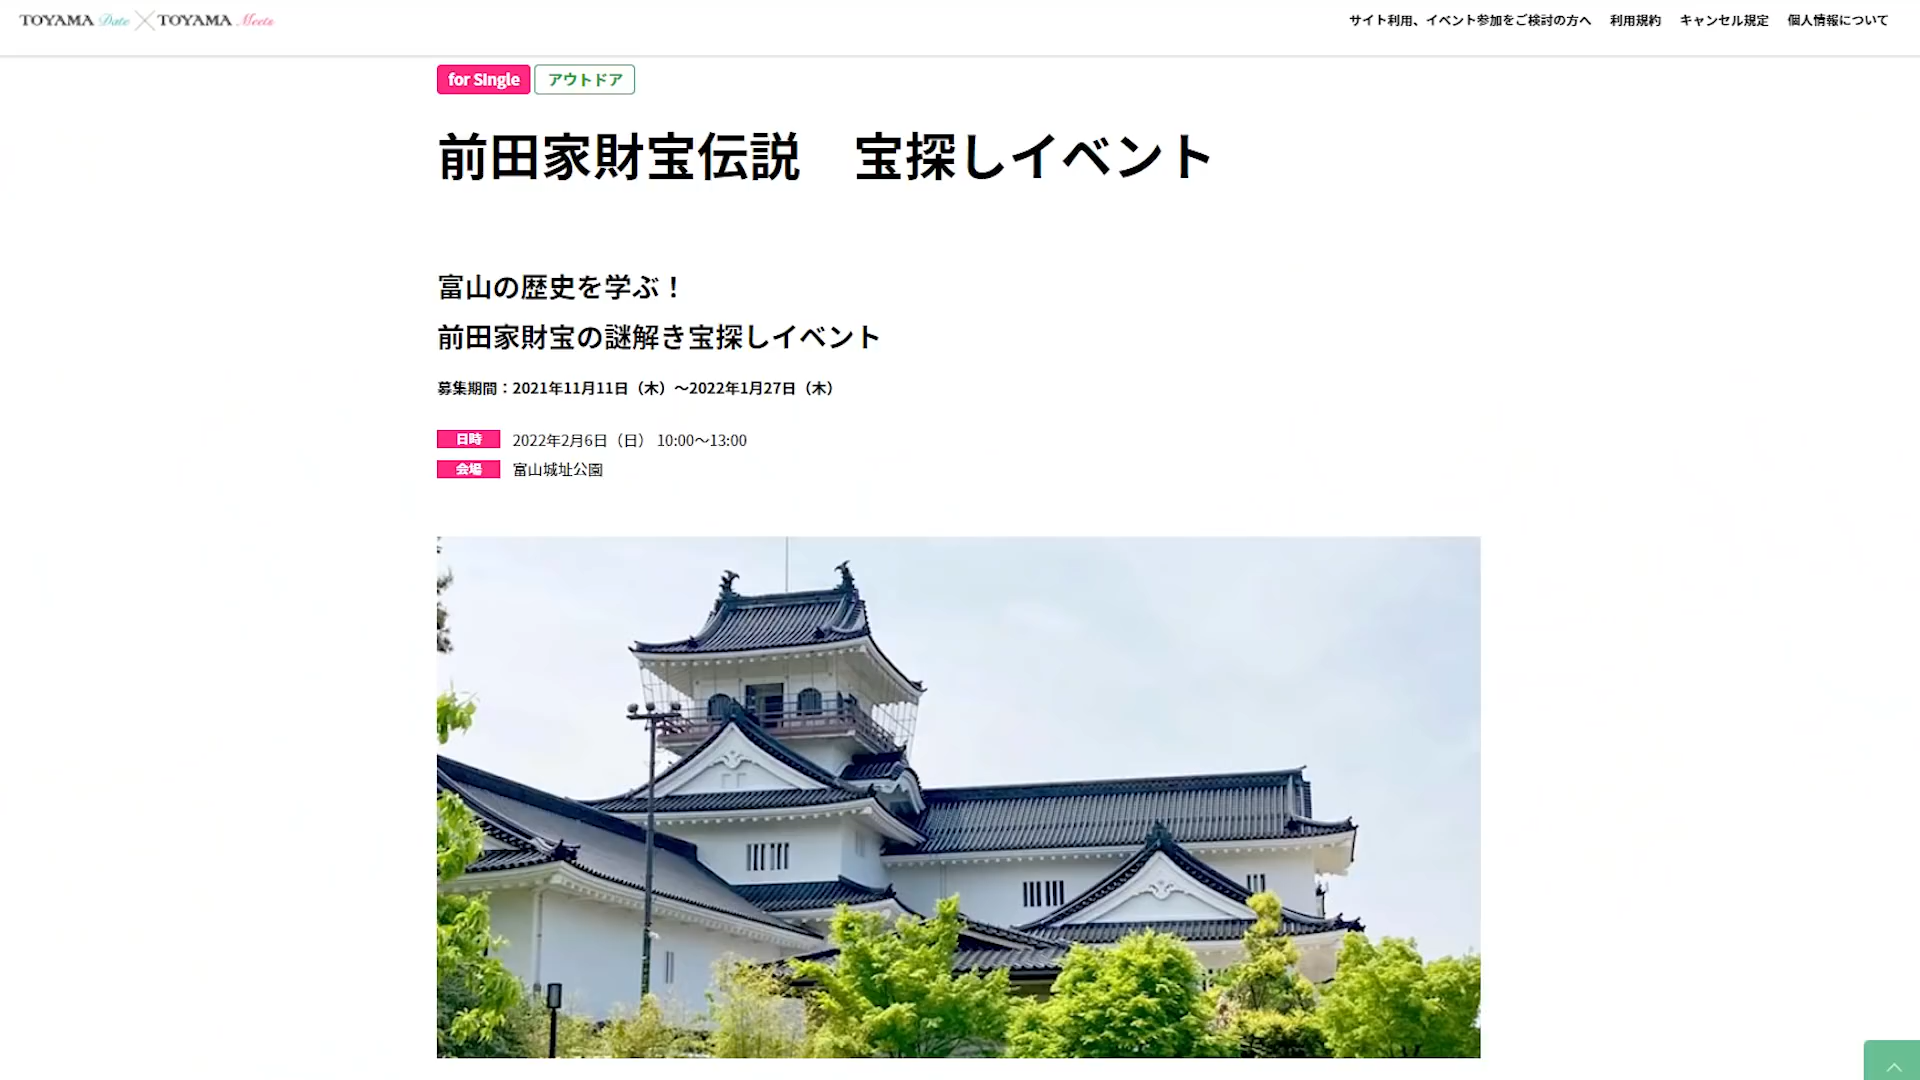 TOYAMA Date TOYAMA Meets
サイト利用、イベント参加をご検討の方へ 利用規約 キャンセル規定 個人情報について
for SIngle アウトドア
前田家財宝伝説　宝探しイベント
富山の歴史を学ぶ！
前田家財宝の謎解き宝探しイベント
募集期間：2021年11月11日（木）～2022年1月27日（木）
日時 2022年2月6日（日） 10:00～13:00
会場 富山城址公園